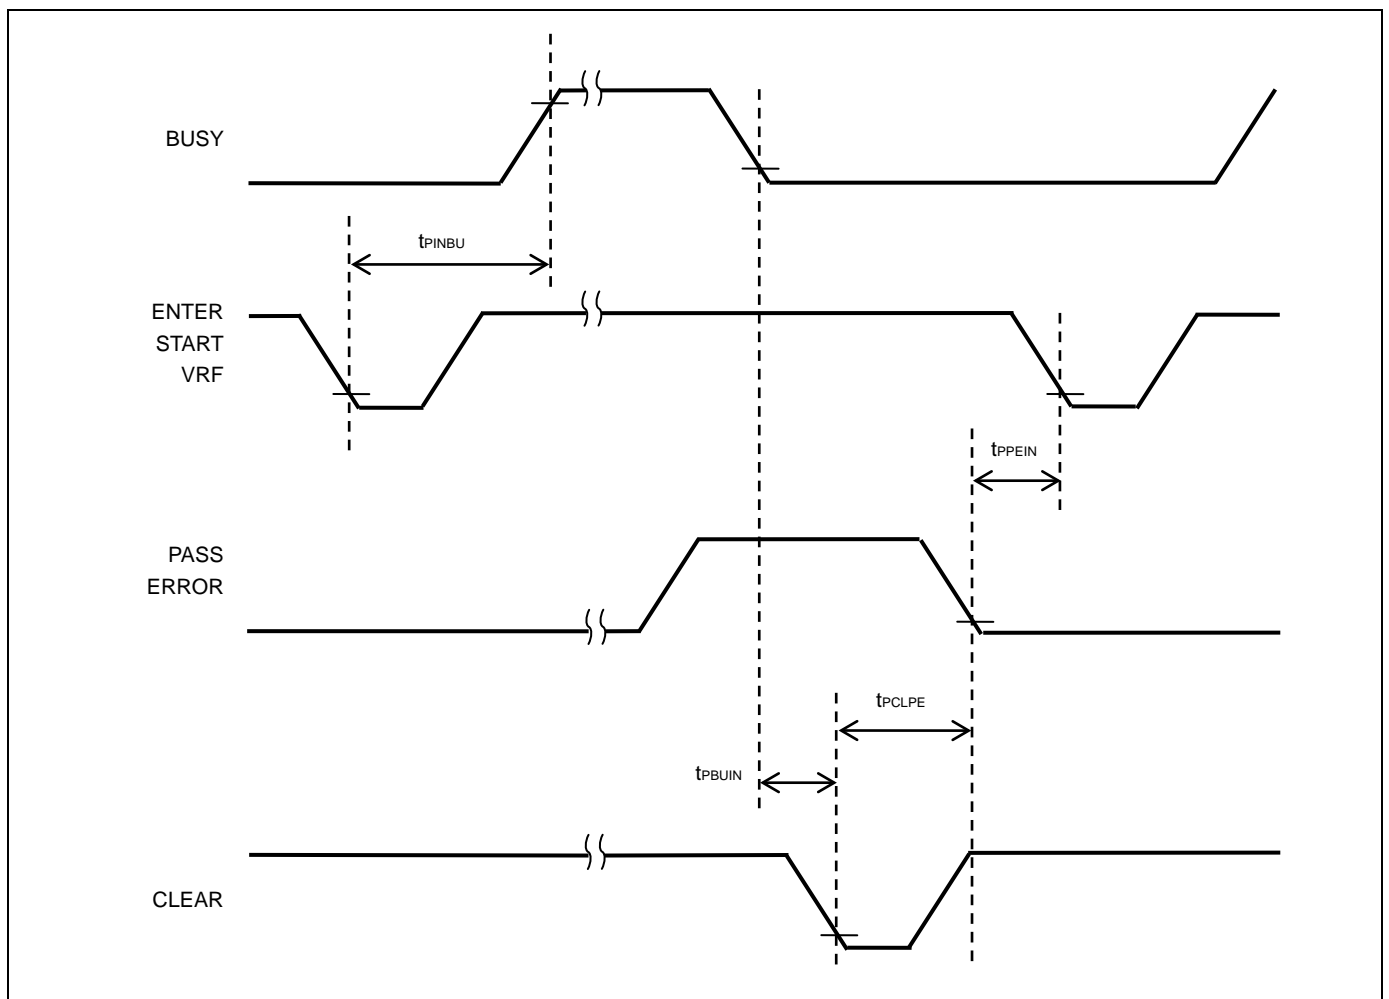 BUSY
tPINBU
ENTER
START
VRF
tPPEIN
PASS
ERROR
tPCLPE
tPBUIN
CLEAR